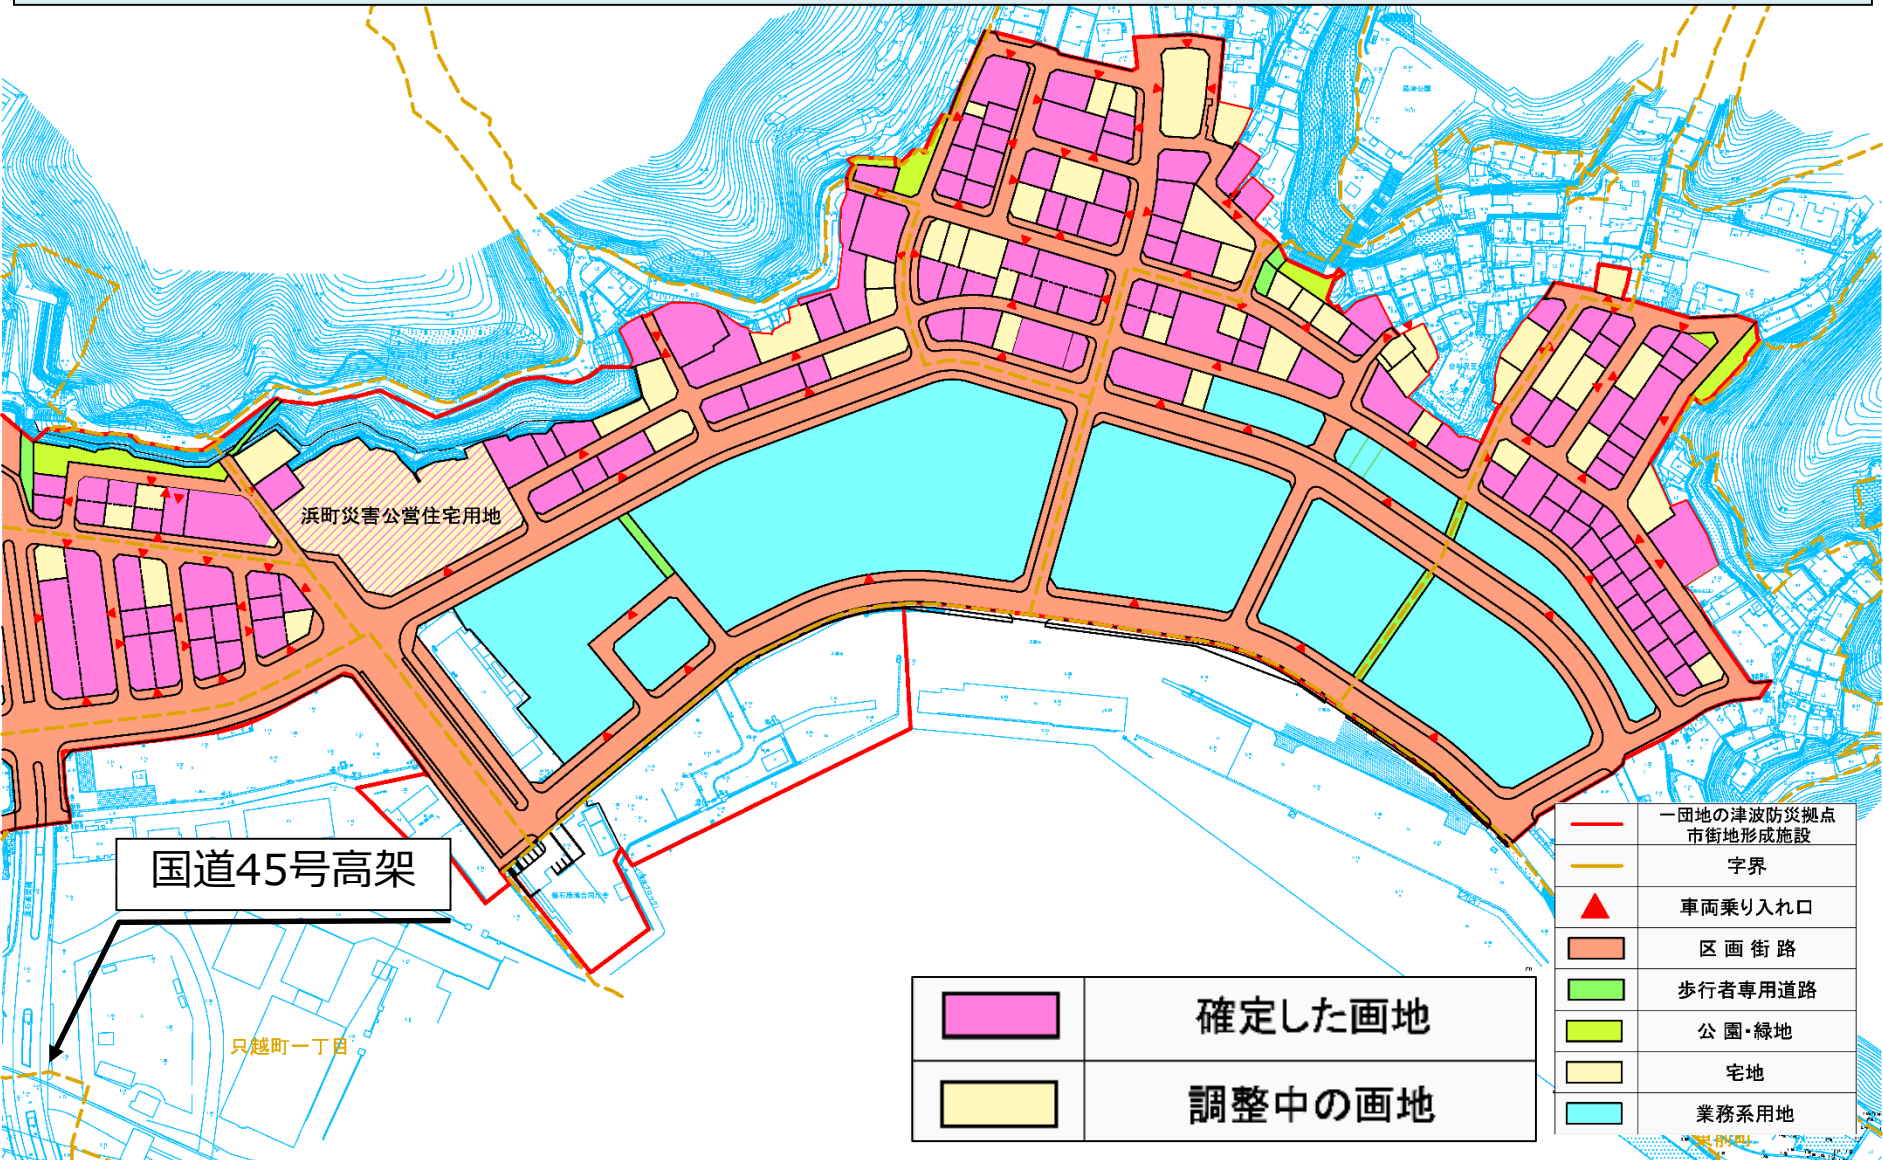 浜町災害公営住宅用地
国道45号高架
只越町一丁目
確定した画地
調整中の画地
一団地の津波防災拠点
市街地形成施設
字界
車両乗り入れ口
区画街路
歩行者専用道路
公園・緑地
宅地
業務系用地
東前町